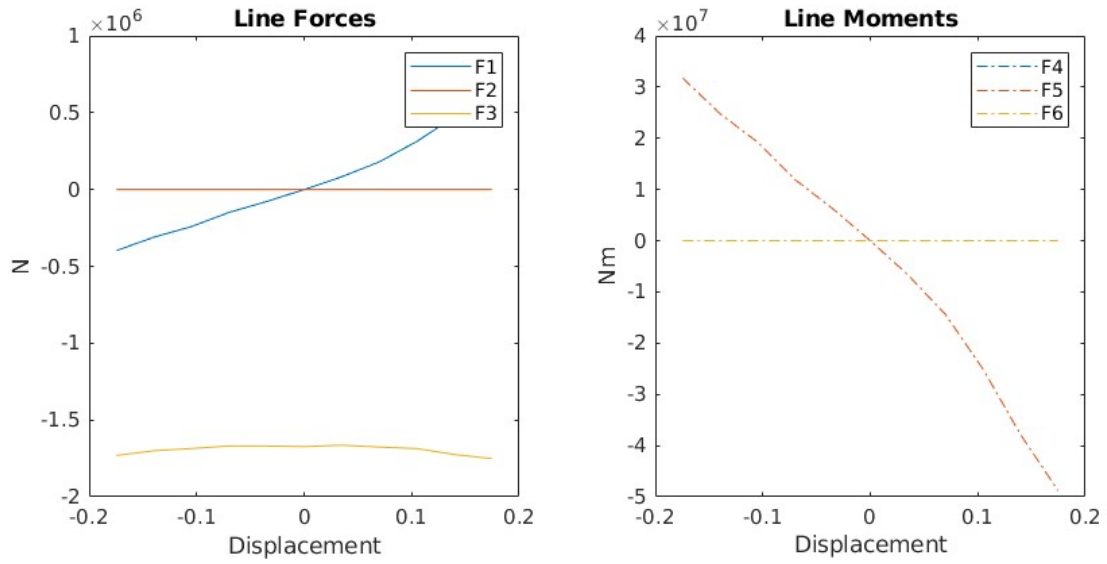 Line Forces
×10^6
1
0.5
0
-0.5
-1
-1.5
-2
N
-0.2
-0.1
0
0.1
0.2
Displacement
F1
F2
F3
Line Moments
×10^7
4
3
2
1
0
-1
-2
-3
-4
-5
Nm
-0.2
-0.1
0
0.1
0.2
Displacement
F4
F5
F6